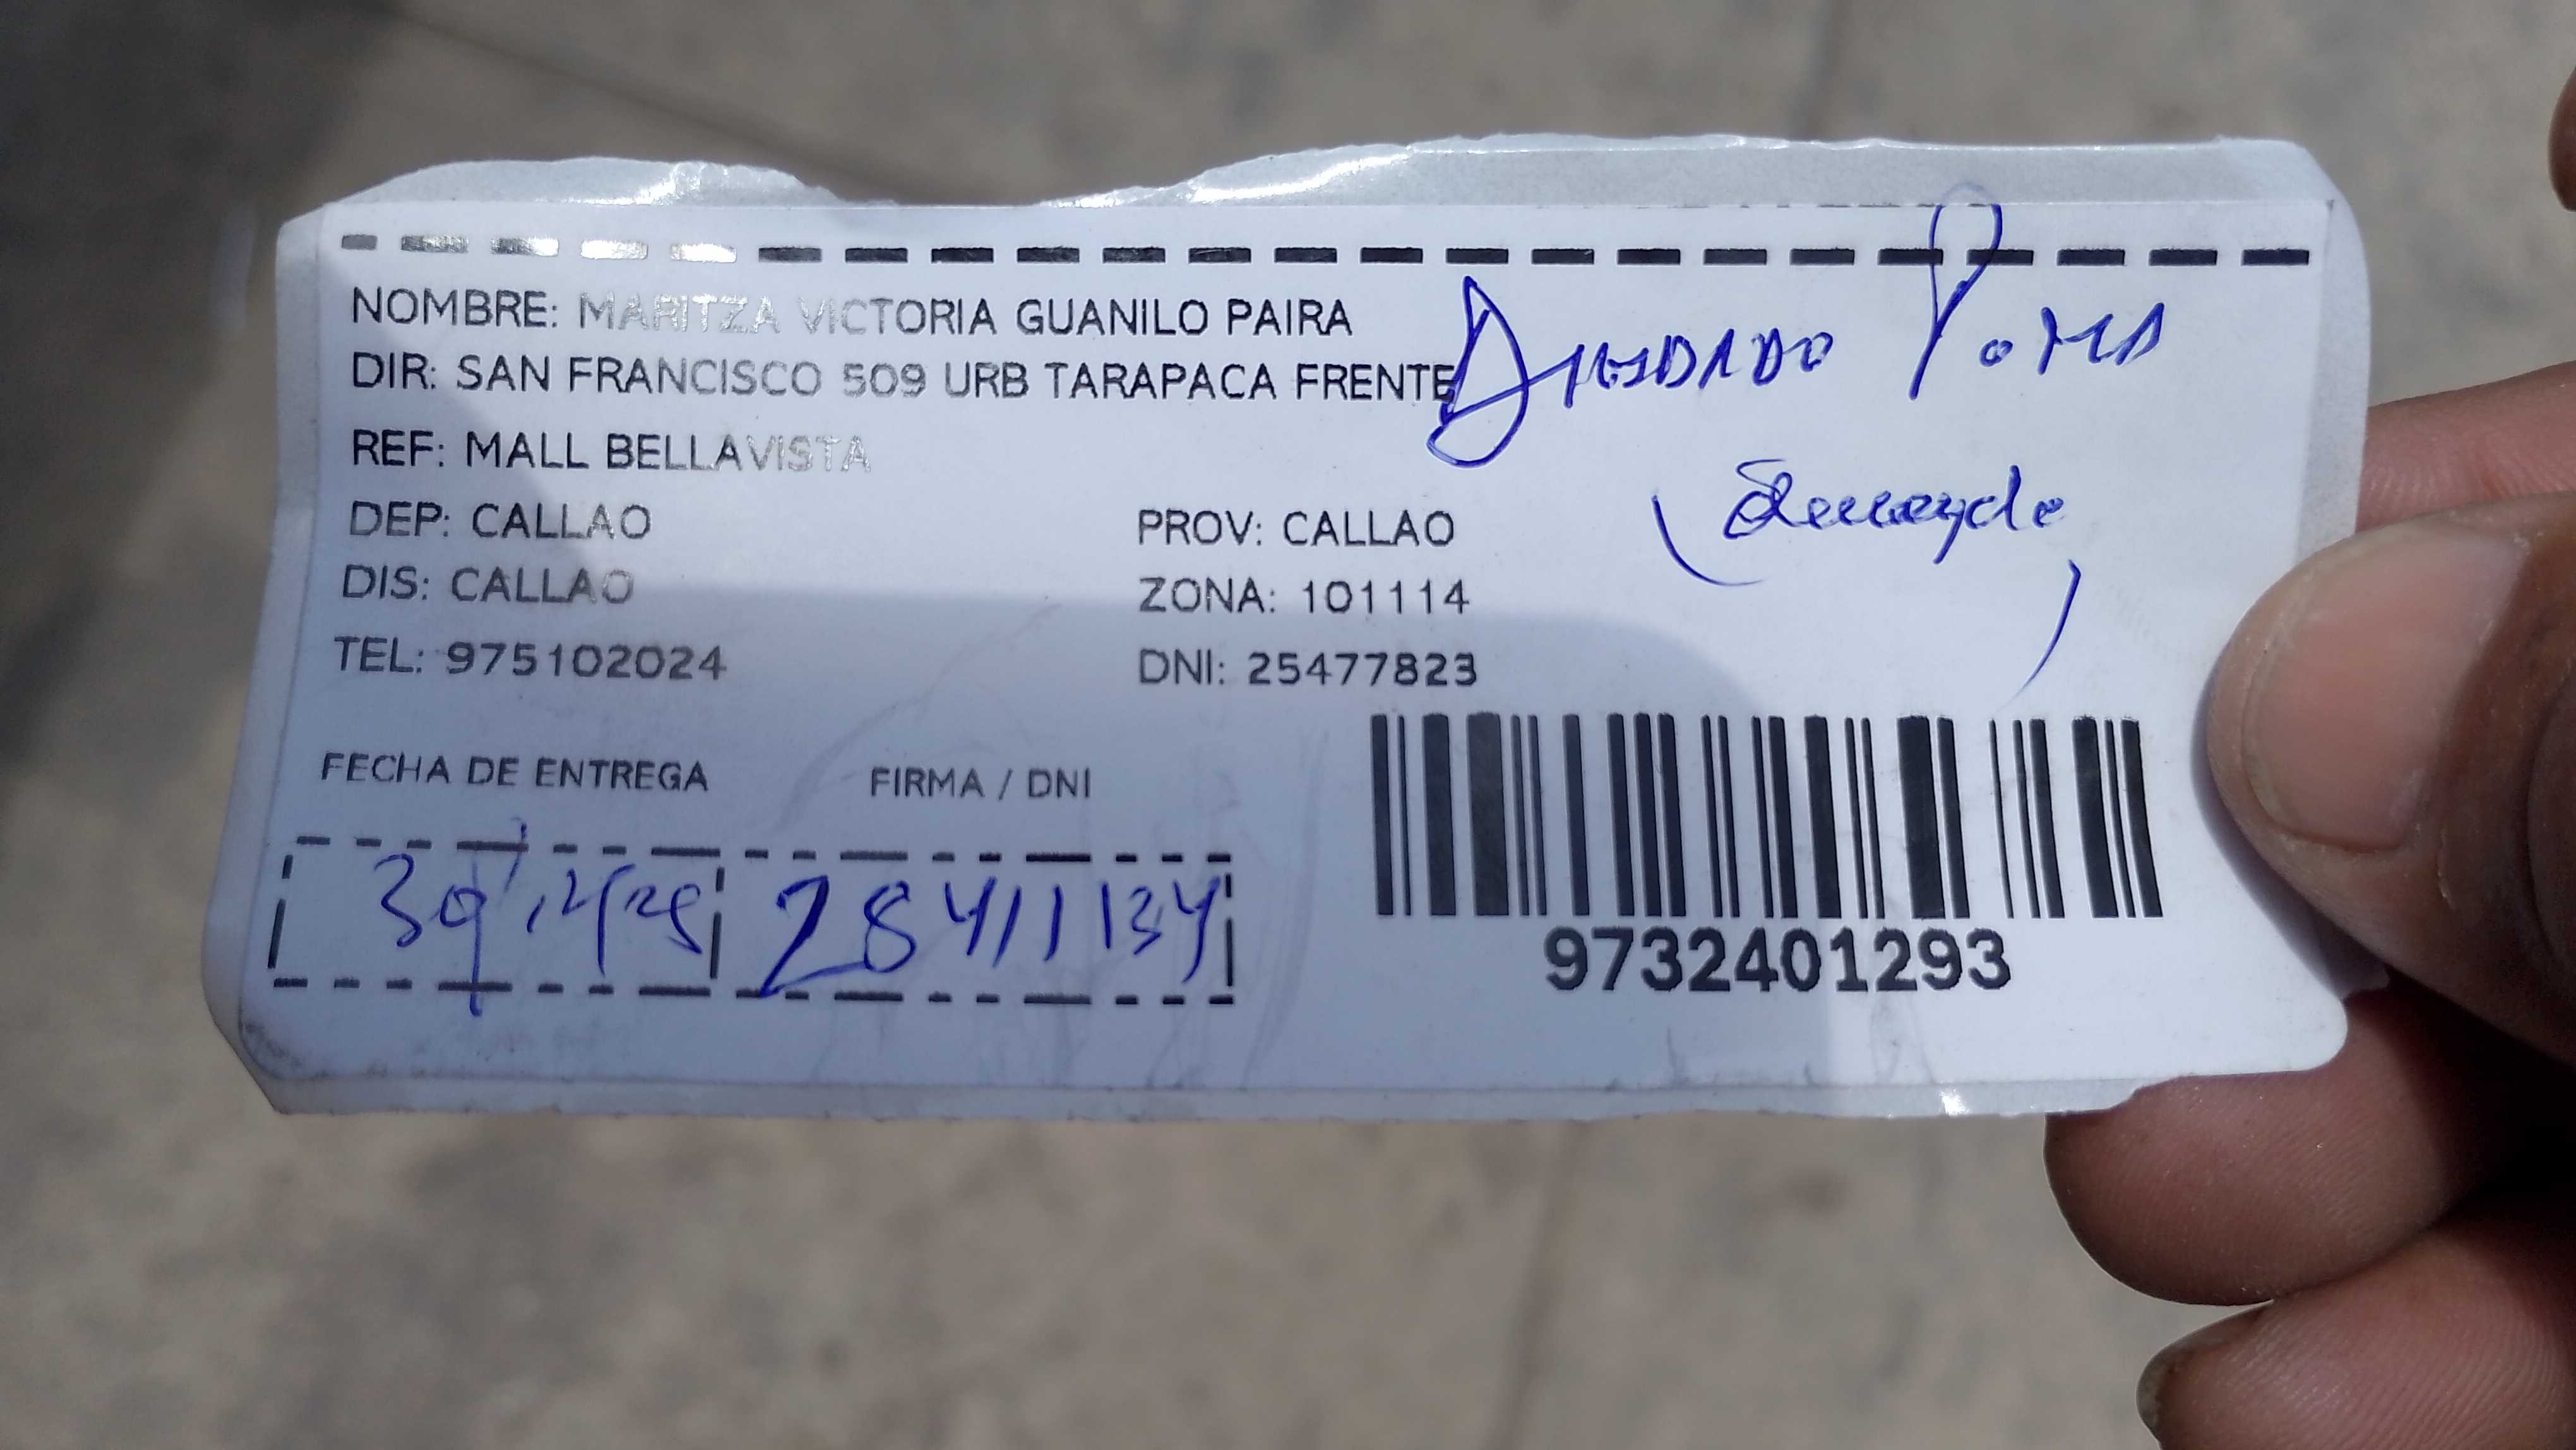 NOMBRE: MARITZA VICTORIA GUANILO PAIRA
DIR: SAN FRANCISCO 509 URB TARAPACA FRENTE
REF: MALL BELLAVISTA
DEP: CALLAO PROV: CALLAO
DIS: CALLAO ZONA: 101114
TEL: 975102024 DNI: 25477823
FECHA DE ENTREGA FIRMA / DNI
9732401293